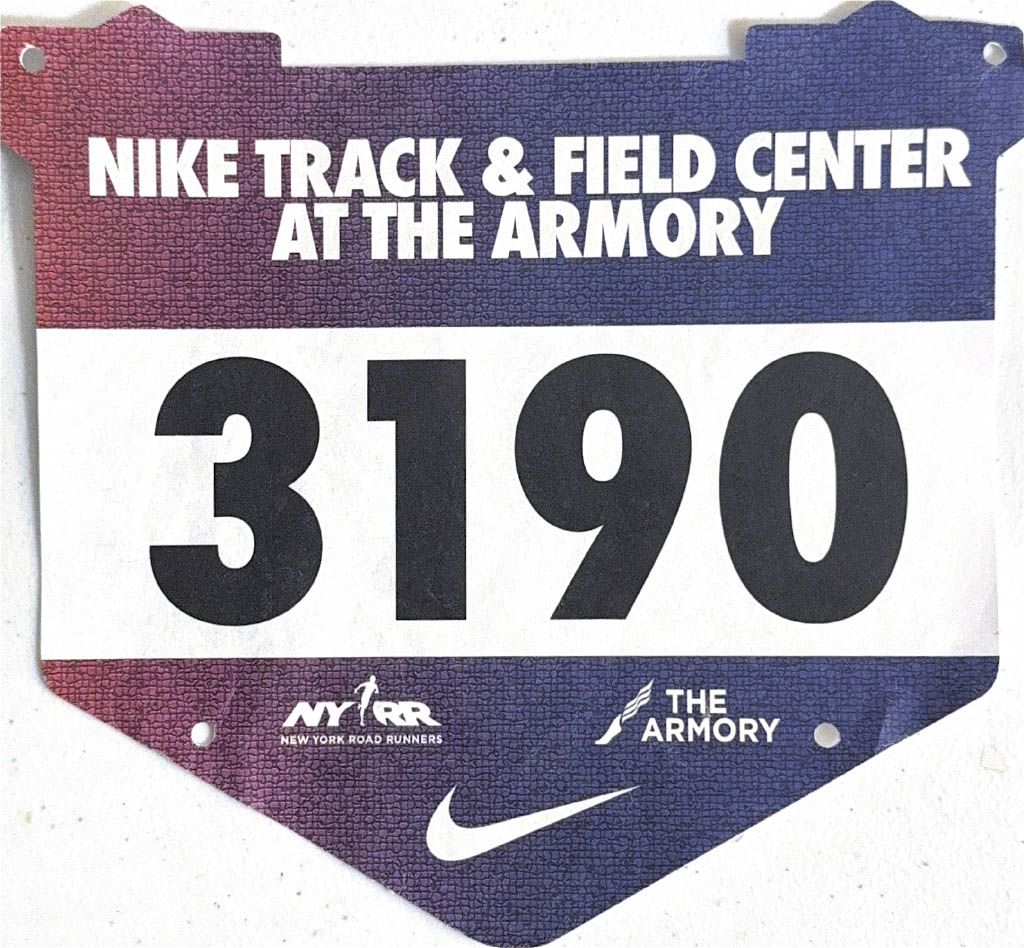 NIKE TRACK & FIELD CENTER
AT THE ARMORY
3190
NYRR
NEW YORK ROAD RUNNERS
THE
ARMORY